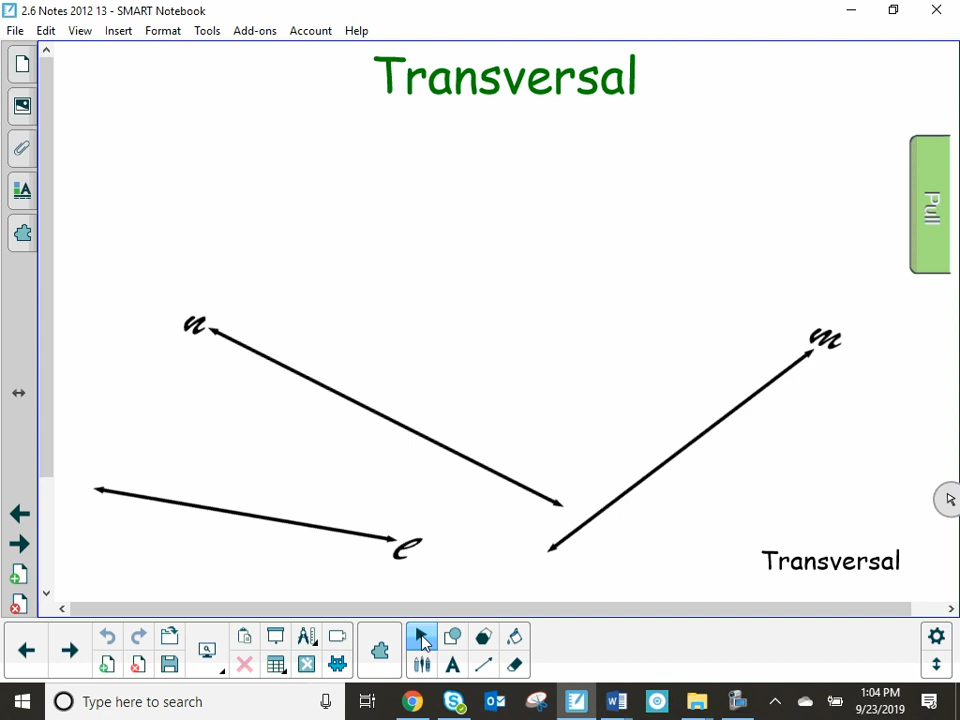 2.6 Notes 2012 13 - SMART Notebook
File Edit View Insert Format Tools Add-ons Account Help
Transversal
Pull
n
m
e
Transversal
Type here to search
1:04 PM
9/23/2019